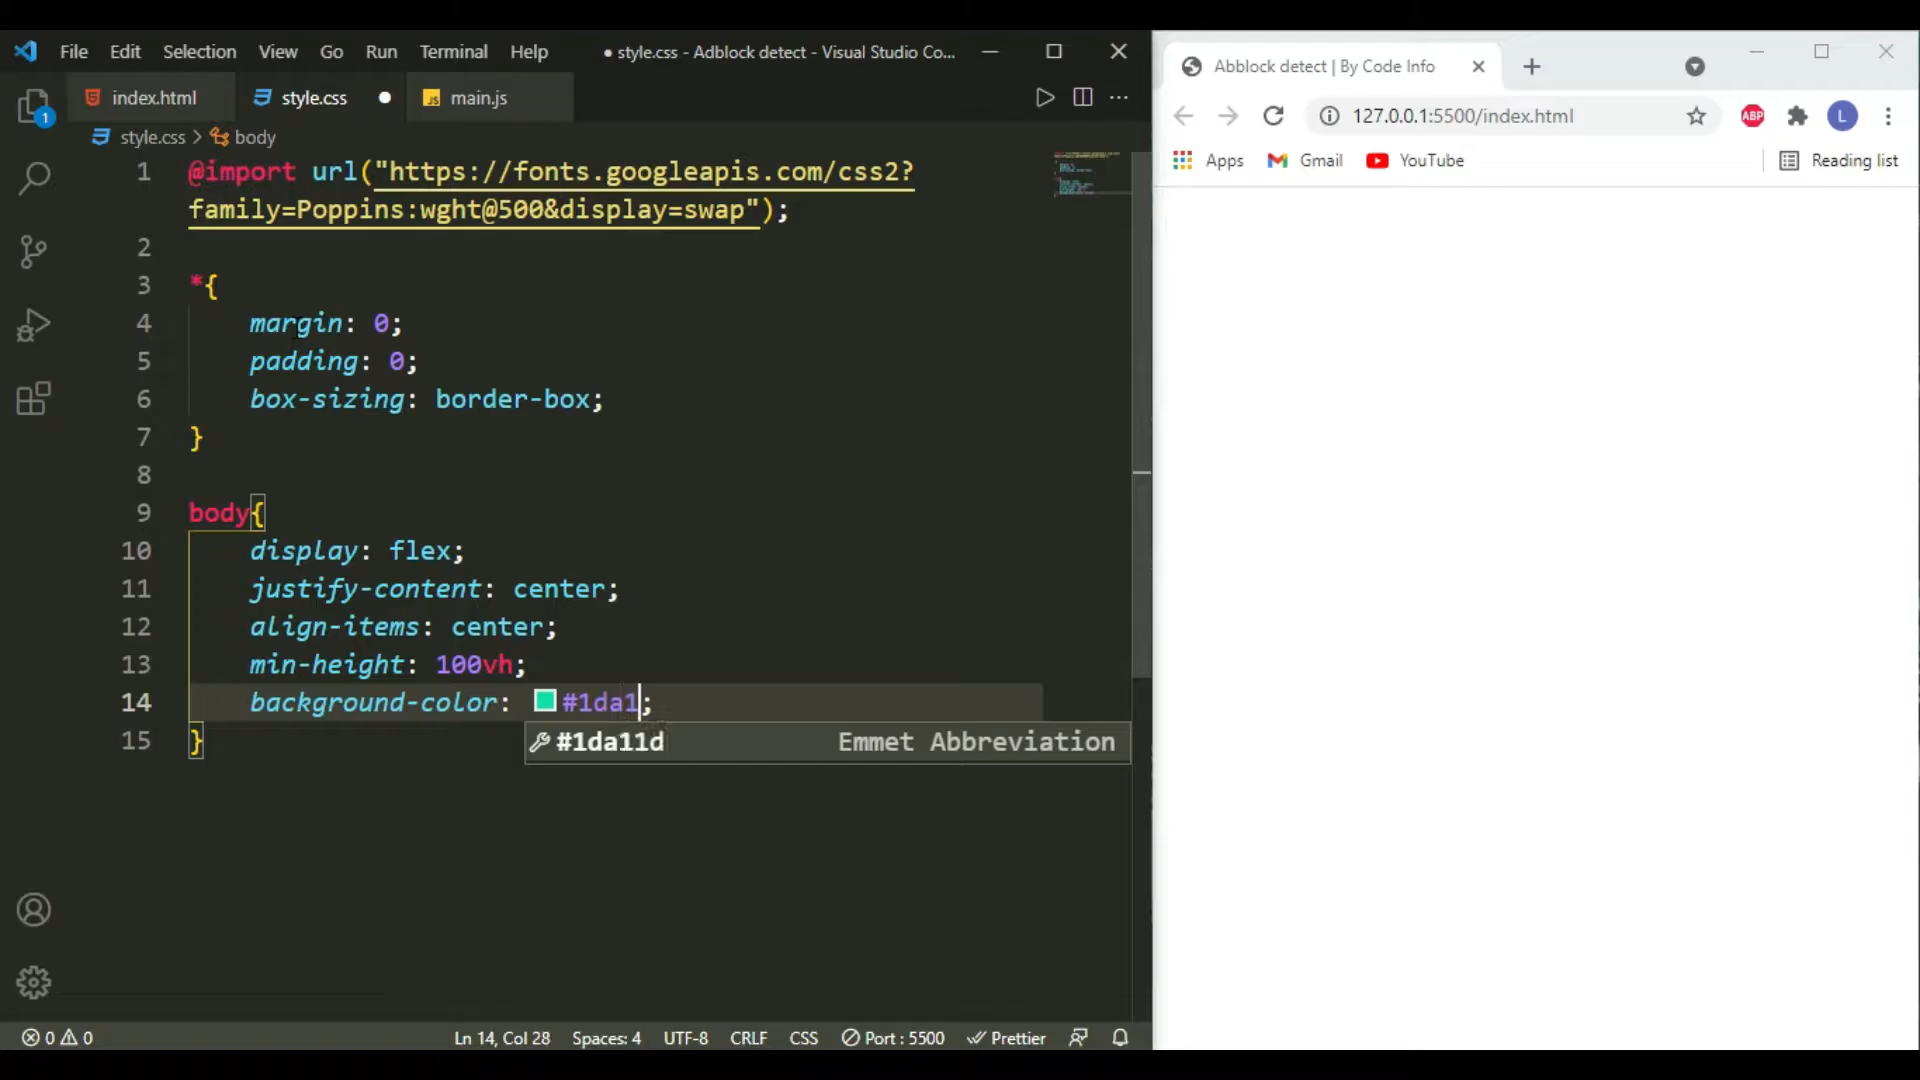 File Edit Selection View Go Run Terminal Help ● style.css - Adblock detect - Visual Studio Co...
index.html style.css ● JS main.js
style.css > body
1 @import url("https://fonts.googleapis.com/css2?
family=Poppins:wght@500&display=swap");
2
3 *{
4 margin: 0;
5 padding: 0;
6 box-sizing: border-box;
7 }
8
9 body{
10 display: flex;
11 justify-content: center;
12 align-items: center;
13 min-height: 100vh;
14 background-color: #1da1;
15 }
#1da11d Emmet Abbreviation
1
0 0 Ln 14, Col 28 Spaces: 4 UTF-8 CRLF CSS Port : 5500 Prettier
Abblock detect | By Code Info
127.0.0.1:5500/index.html ABP L
Apps Gmail YouTube Reading list